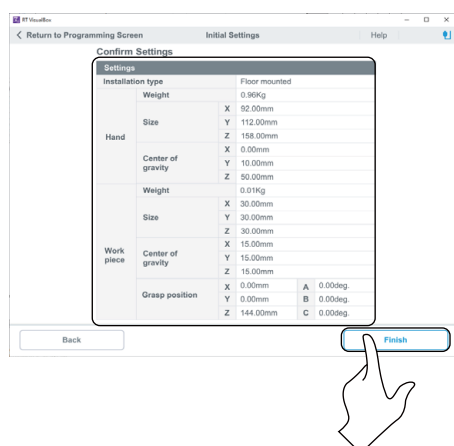 RT VisualBox
Return to Programming Screen Initial Settings Help
Confirm Settings
Settings
Installation type Floor mounted
Hand
Weight 0.96Kg
Size X 92.00mm
Y 112.00mm
Z 158.00mm
Center of gravity X 0.00mm
Y 10.00mm
Z 50.00mm
Work piece
Weight 0.01Kg
Size X 30.00mm
Y 30.00mm
Z 30.00mm
Center of gravity X 15.00mm
Y 15.00mm
Z 15.00mm
Grasp position X 0.00mm A 0.00deg.
Y 0.00mm B 0.00deg.
Z 144.00mm C 0.00deg.
Back Finish